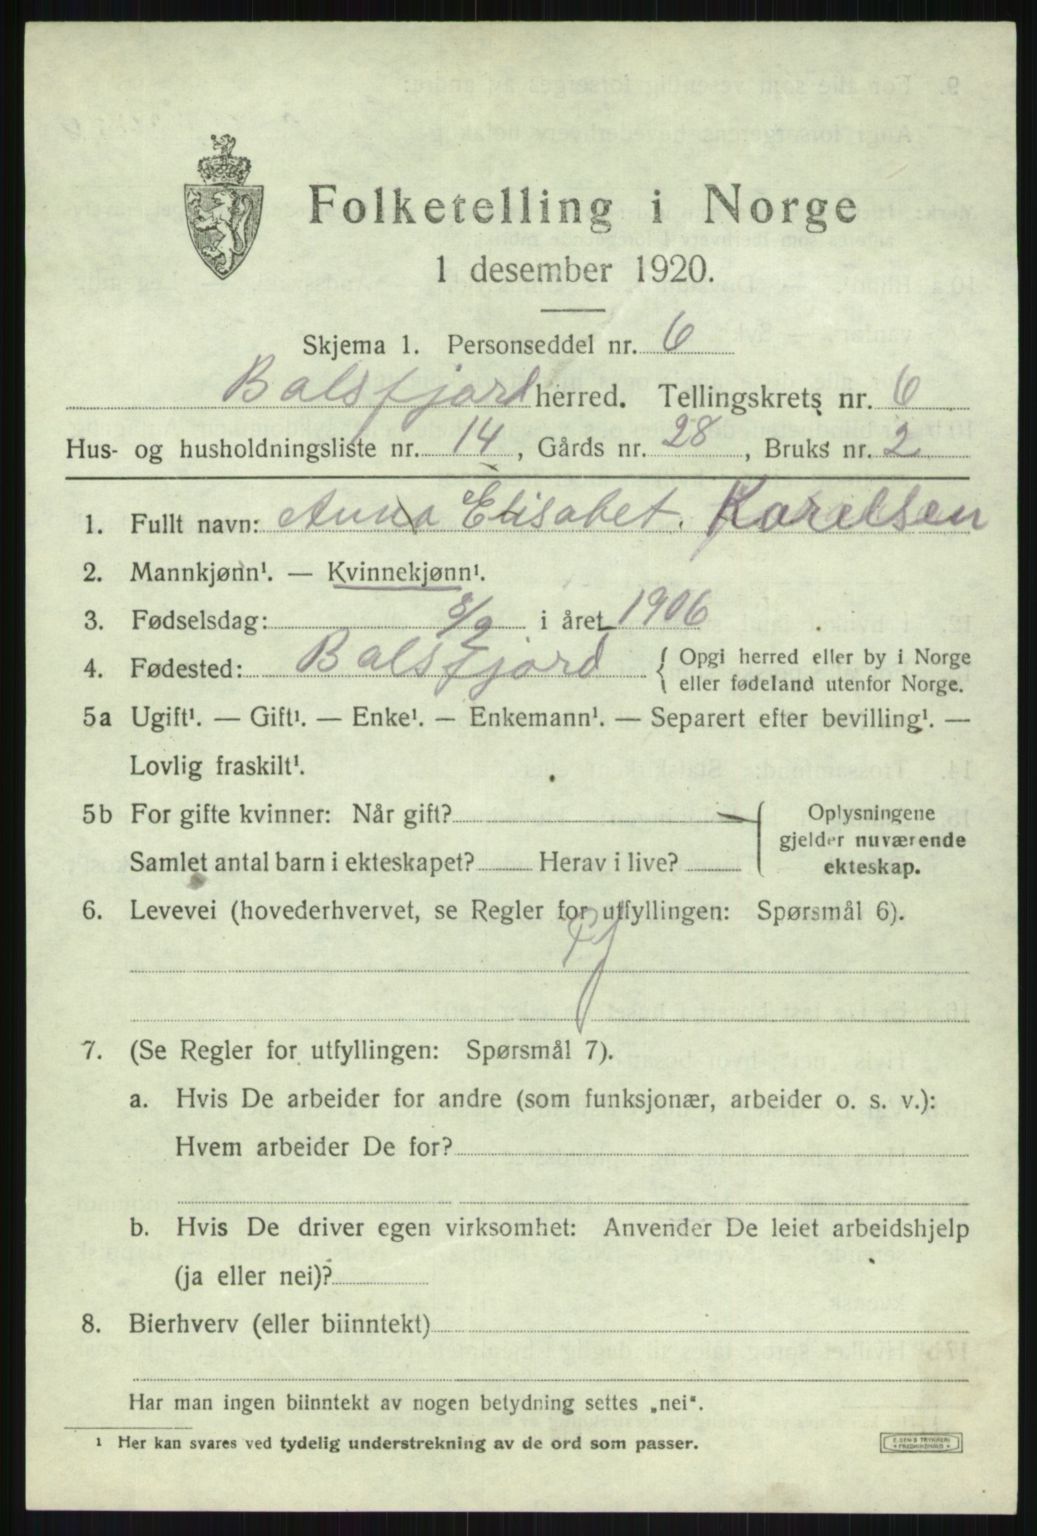 Folketelling i Norge
1 desember 1920.
Skjema 1. Personseddel nr. 6
Balsfjord herred. Tellingskrets nr. 6
Hus- og husholdningsliste nr. 14, Gårds nr. 28, Bruks nr. 2
1. Fullt navn: Anna Elisabet. Karelsen
2. Mannkjønn¹. — Kvinnekjønn¹.
3. Fødselsdag: 8/9 i året 1906
4. Fødested: Balsfjord { Opgi herred eller by i Norge
eller fødeland utenfor Norge.
5a Ugift¹. — Gift¹. — Enke¹. — Enkemann¹. — Separert efter bevilling¹. —
Lovlig fraskilt¹.
5b For gifte kvinner: Når gift? { Oplysningene
gjelder nuværende
Samlet antal barn i ekteskapet? Herav i live? ekteskap.
6. Levevei (hovederhvervet, se Regler for utfyllingen: Spørsmål 6).
7. (Se Regler for utfyllingen: Spørsmål 7).
a. Hvis De arbeider for andre (som funksjonær, arbeider o. s. v.):
Hvem arbeider De for?
b. Hvis De driver egen virksomhet: Anvender De leiet arbeidshjelp
(ja eller nei)?
8. Bierhverv (eller biinntekt)
Har man ingen biinntekt av nogen betydning settes „nei“.
¹ Her kan svares ved tydelig understrekning av de ord som passer.